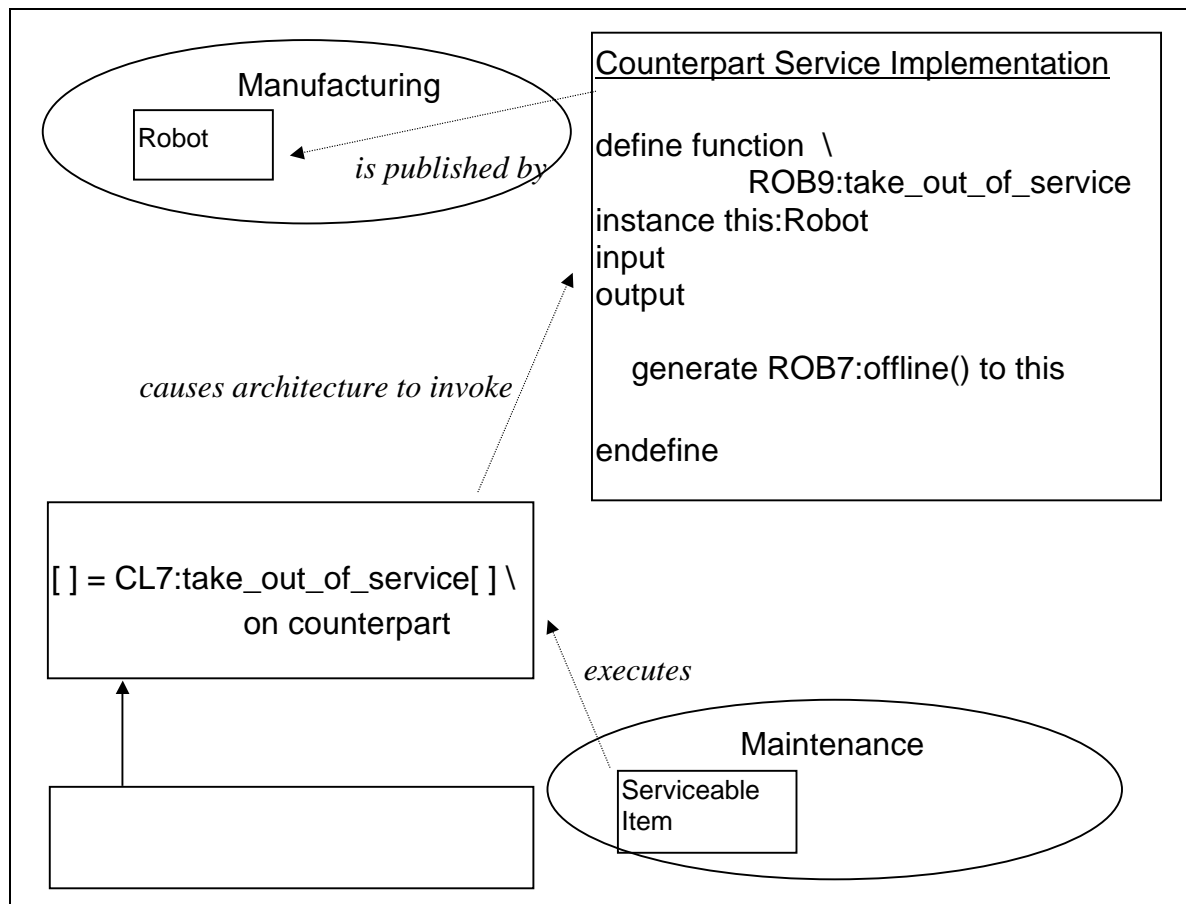 Manufacturing
Robot
is published by
Counterpart Service Implementation
define function \
ROB9:take_out_of_service
instance this:Robot
input
output
generate ROB7:offline() to this
endefine
causes architecture to invoke
[ ] = CL7:take_out_of_service[ ] \
on counterpart
executes
Maintenance
Serviceable
Item